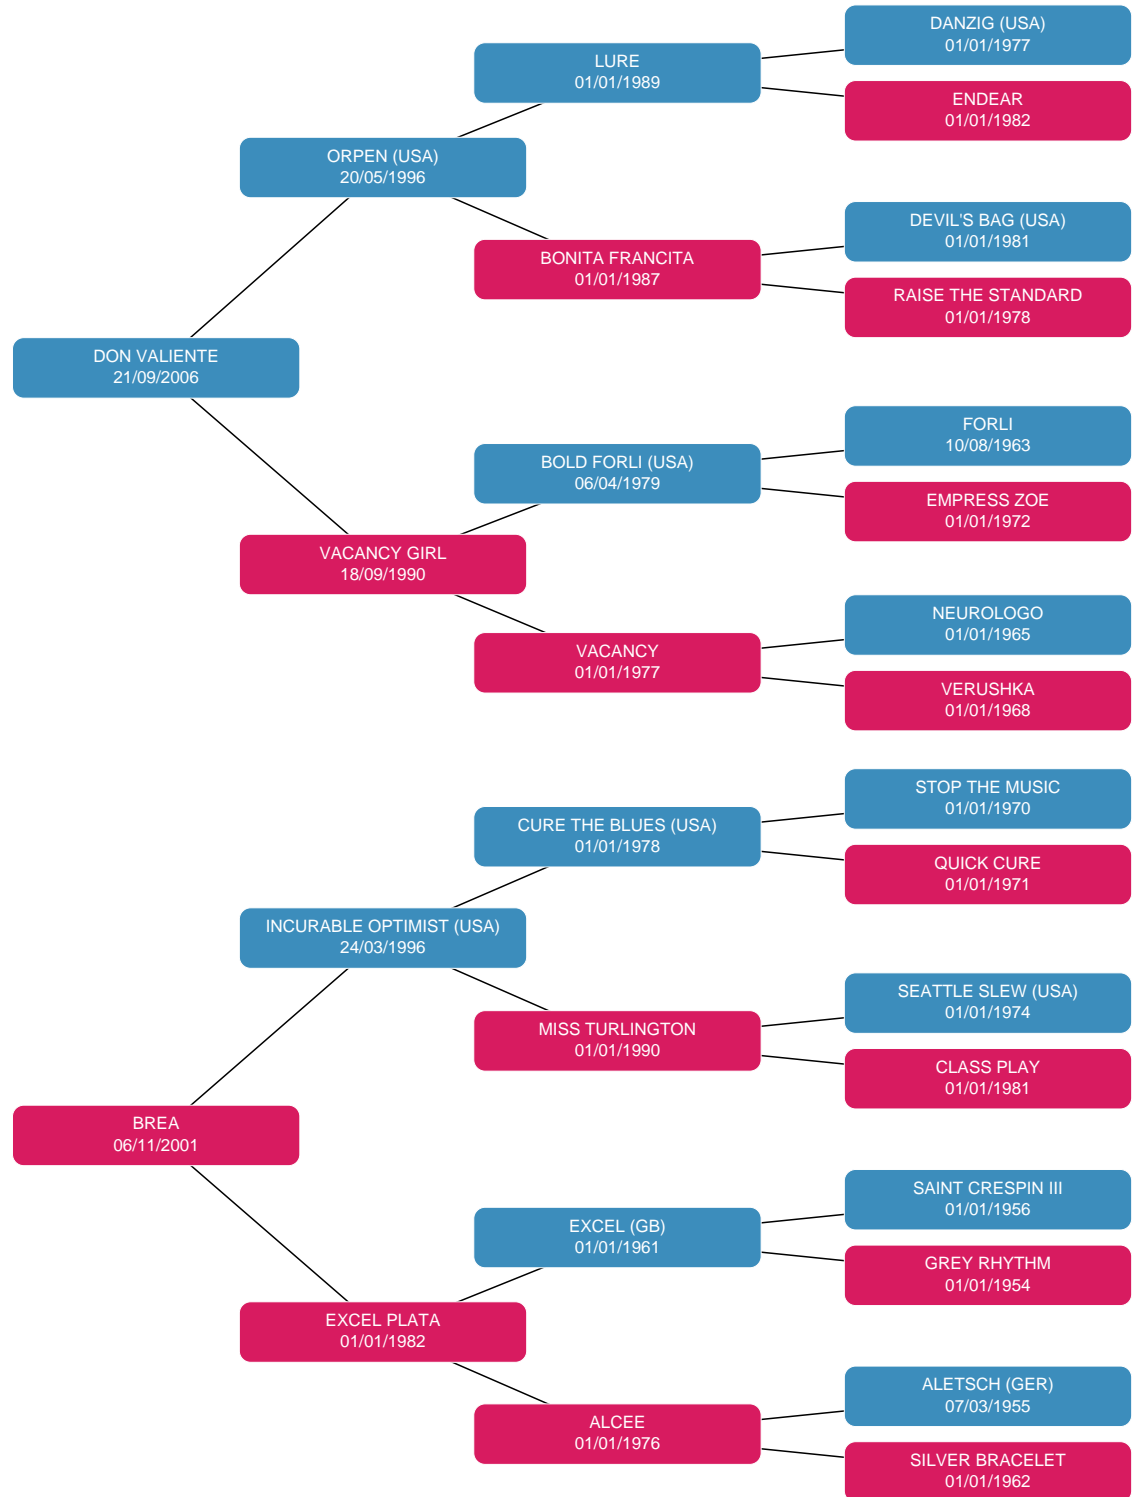 DANZIG (USA)
01/01/1977
LURE
01/01/1989
ENDEAR
01/01/1982
ORPEN (USA)
20/05/1996
DEVIL'S BAG (USA)
01/01/1981
BONITA FRANCITA
01/01/1987
RAISE THE STANDARD
01/01/1978
DON VALIENTE
21/09/2006
FORLI
10/08/1963
BOLD FORLI (USA)
06/04/1979
EMPRESS ZOE
01/01/1972
VACANCY GIRL
18/09/1990
NEUROLOGO
01/01/1965
VACANCY
01/01/1977
VERUSHKA
01/01/1968
STOP THE MUSIC
01/01/1970
CURE THE BLUES (USA)
01/01/1978
QUICK CURE
01/01/1971
INCURABLE OPTIMIST (USA)
24/03/1996
SEATTLE SLEW (USA)
01/01/1974
MISS TURLINGTON
01/01/1990
CLASS PLAY
01/01/1981
BREA
06/11/2001
SAINT CRESPIN III
01/01/1956
EXCEL (GB)
01/01/1961
GREY RHYTHM
01/01/1954
EXCEL PLATA
01/01/1982
ALETSCH (GER)
07/03/1955
ALCEE
01/01/1976
SILVER BRACELET
01/01/1962